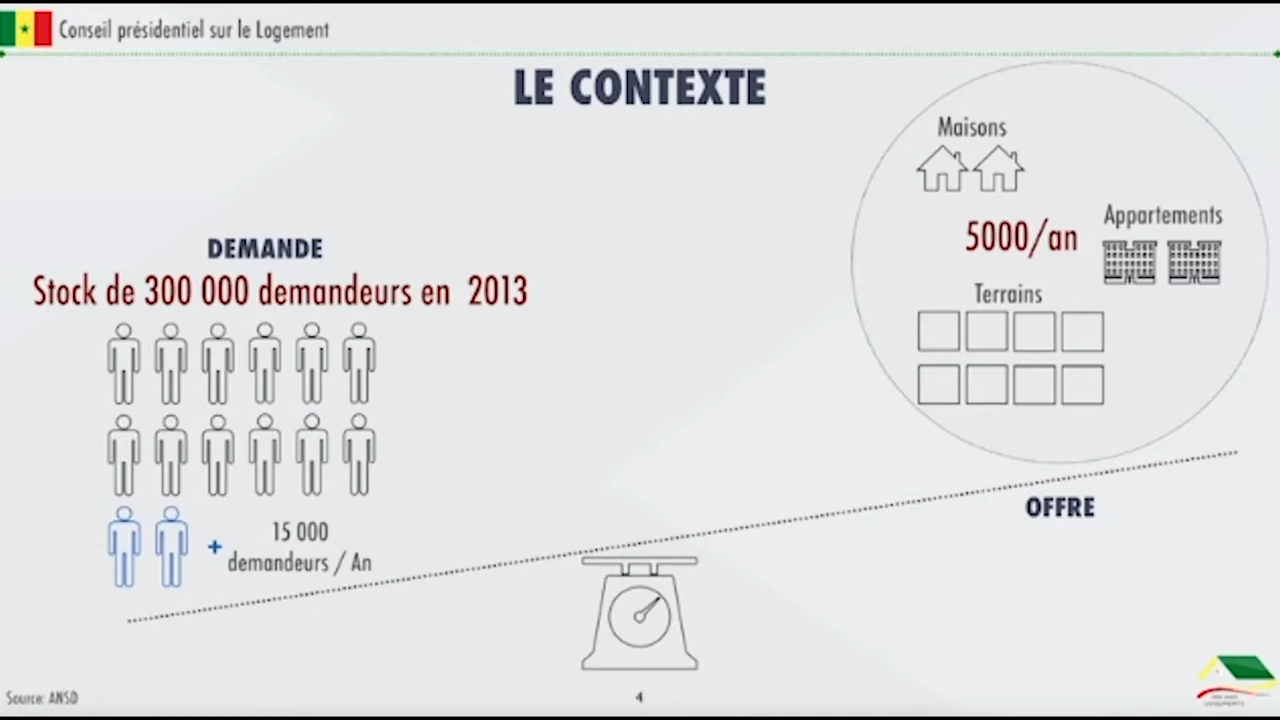 Conseil présidentiel sur le Logement
LE CONTEXTE
Maisons
5000/an
Appartements
Terrains
DEMANDE
Stock de 300 000 demandeurs en 2013
+ 15 000
demandeurs / An
OFFRE
Source: ANSD
4
LOGEMENTS